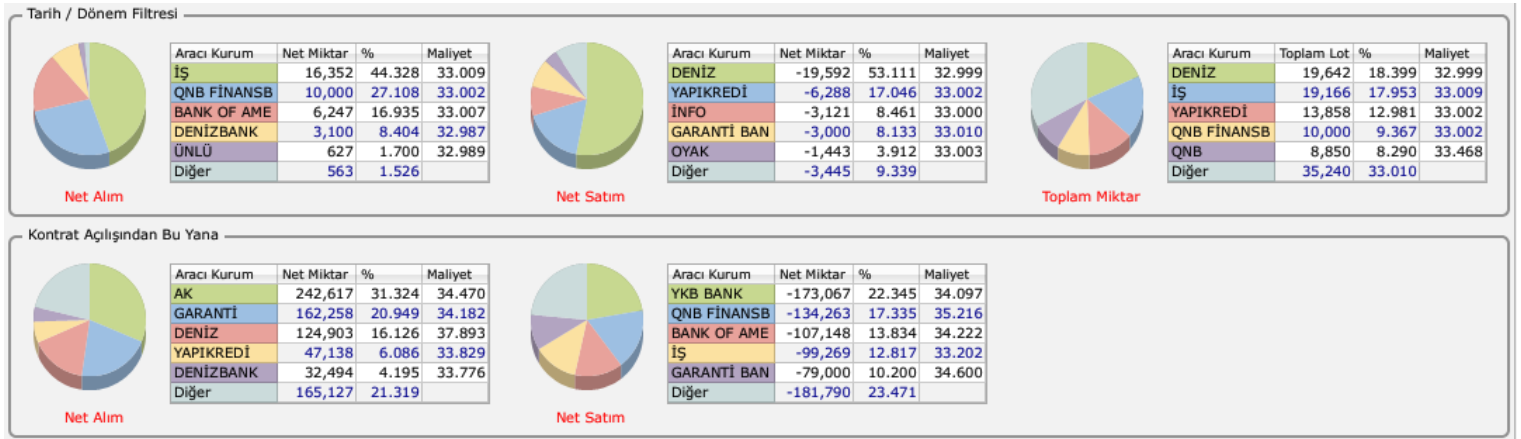 Tarih / Dönem Filtresi
Aracı Kurum Net Miktar % Maliyet
İŞ 16,352 44.328 33.009
QNB FİNANSB 10,000 27.108 33.002
BANK OF AME 6,247 16.935 33.007
DENİZBANK 3,100 8.404 32.987
ÜNLÜ 627 1.700 32.989
Diğer 563 1.526
Net Alım
Aracı Kurum Net Miktar % Maliyet
DENİZ -19,592 53.111 32.999
YAPIKREDİ -6,288 17.046 33.002
İNFO -3,121 8.461 33.000
GARANTİ BAN -3,000 8.133 33.010
OYAK -1,443 3.912 33.003
Diğer -3,445 9.339
Net Satım
Aracı Kurum Toplam Lot % Maliyet
DENİZ 19,642 18.399 32.999
İŞ 19,166 17.953 33.009
YAPIKREDİ 13,858 12.981 33.002
QNB FİNANSB 10,000 9.367 33.002
QNB 8,850 8.290 33.468
Diğer 35,240 33.010
Toplam Miktar
Kontrat Açılışından Bu Yana
Aracı Kurum Net Miktar % Maliyet
AK 242,617 31.324 34.470
GARANTİ 162,258 20.949 34.182
DENİZ 124,903 16.126 37.893
YAPIKREDİ 47,138 6.086 33.829
DENİZBANK 32,494 4.195 33.776
Diğer 165,127 21.319
Net Alım
Aracı Kurum Net Miktar % Maliyet
YKB BANK -173,067 22.345 34.097
QNB FİNANSB -134,263 17.335 35.216
BANK OF AME -107,148 13.834 34.222
İŞ -99,269 12.817 33.202
GARANTİ BAN -79,000 10.200 34.600
Diğer -181,790 23.471
Net Satım